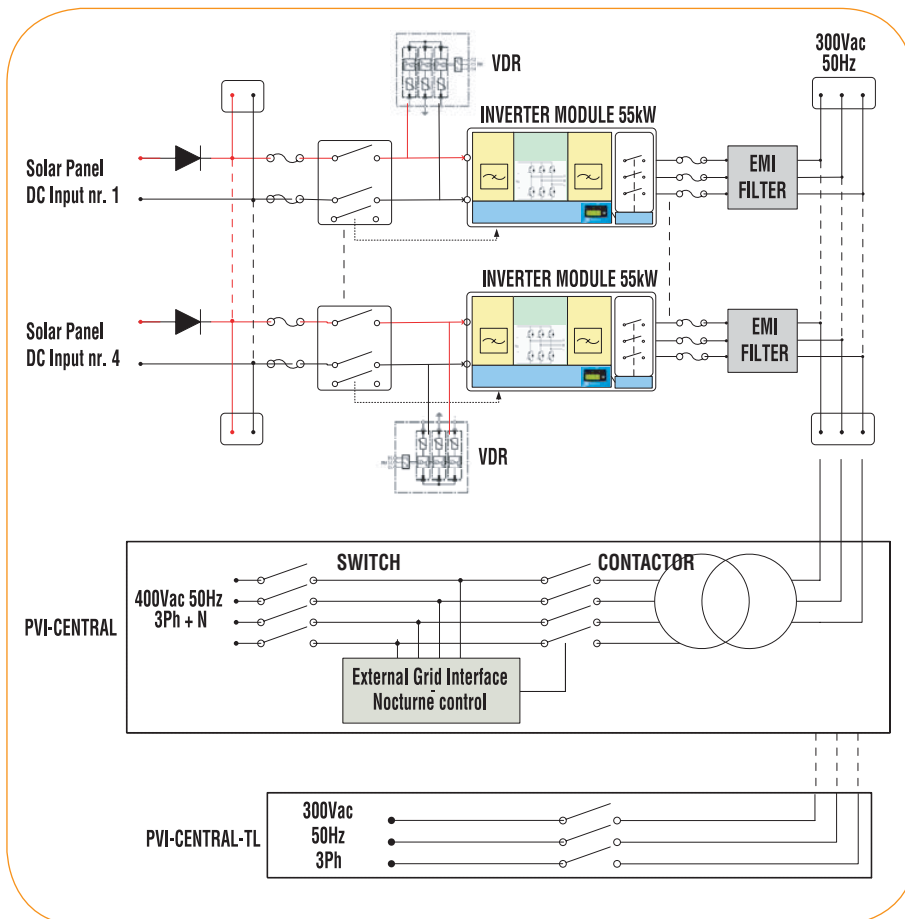 300Vac
50Hz
VDR
INVERTER MODULE 55kW
Solar Panel
DC Input nr. 1
EMI
FILTER
INVERTER MODULE 55kW
Solar Panel
DC Input nr. 4
EMI
FILTER
VDR
SWITCH
CONTACTOR
400Vac 50Hz
3Ph + N
PVI-CENTRAL
External Grid Interface
-
Nocturne control
300Vac
50Hz
3Ph
PVI-CENTRAL-TL